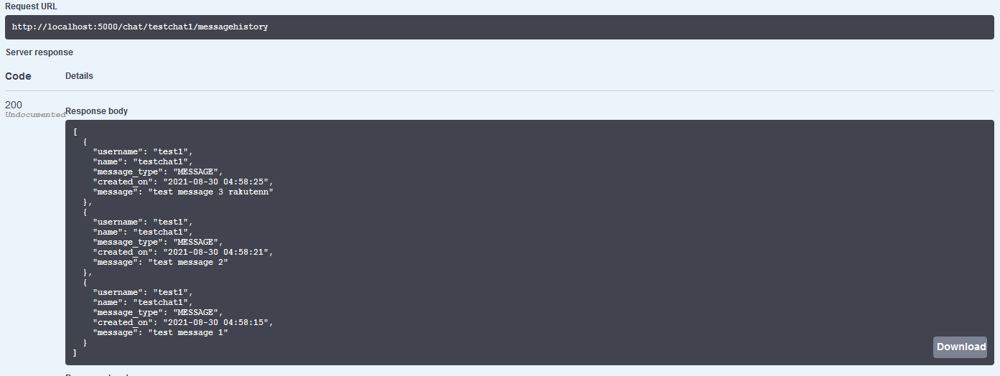 Request URL
http://localhost:5000/chat/testchat1/messagehistory
Server response
Code Details
200
Undocumented
Response body
[
  {
    "username": "test1",
    "name": "testchat1",
    "message_type": "MESSAGE",
    "created_on": "2021-08-30 04:58:25",
    "message": "test message 3 rakutenn"
  },
  {
    "username": "test1",
    "name": "testchat1",
    "message_type": "MESSAGE",
    "created_on": "2021-08-30 04:58:21",
    "message": "test message 2"
  },
  {
    "username": "test1",
    "name": "testchat1",
    "message_type": "MESSAGE",
    "created_on": "2021-08-30 04:58:15",
    "message": "test message 1"
  }
]
Download